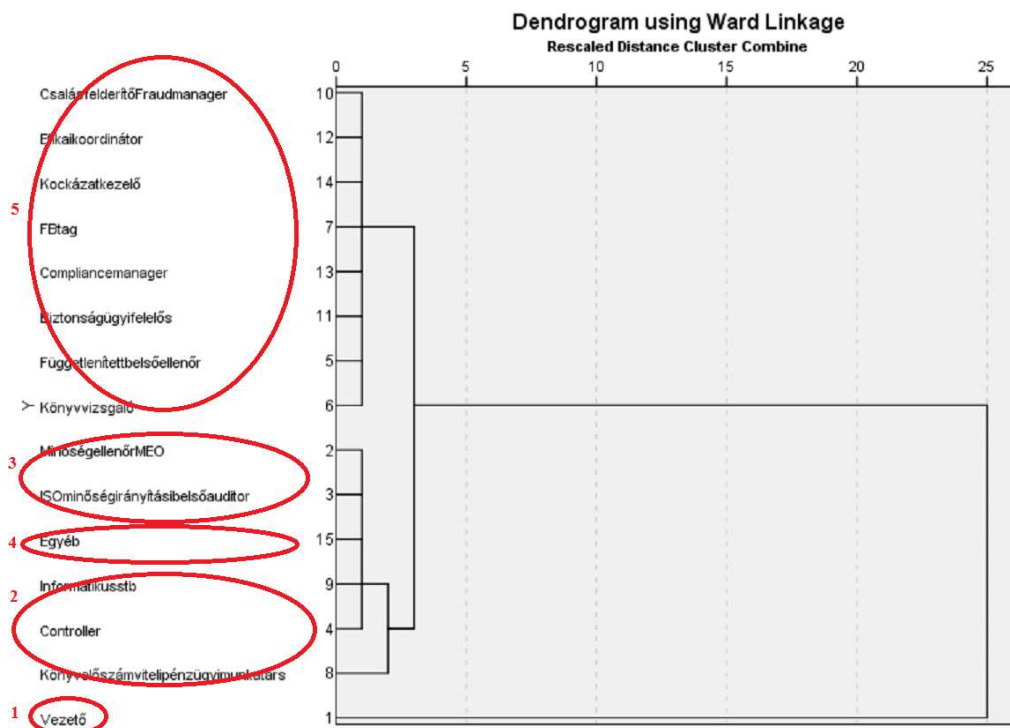 Dendrogram using Ward Linkage
Rescaled Distance Cluster Combine
0 5 10 15 20 25
CsalásfelderítőFraudmanager 10
Etikaikoordinátor 12
Kockázatkezelő 14
5
FBtag 7
Compliancemanager 13
Biztonságügyifelelős 11
Függetlenítettbelsőellenőr 5
Y Könyvvizsgáló 6
MinőségellenőrMEO 2
3
ISOminőségirányításibelsőauditor 3
4 Egyéb 15
Informatikusstb 9
2
Controller 4
Könyvelőszámvitelipénzügyimunkatárs 8
1 Vezető 1